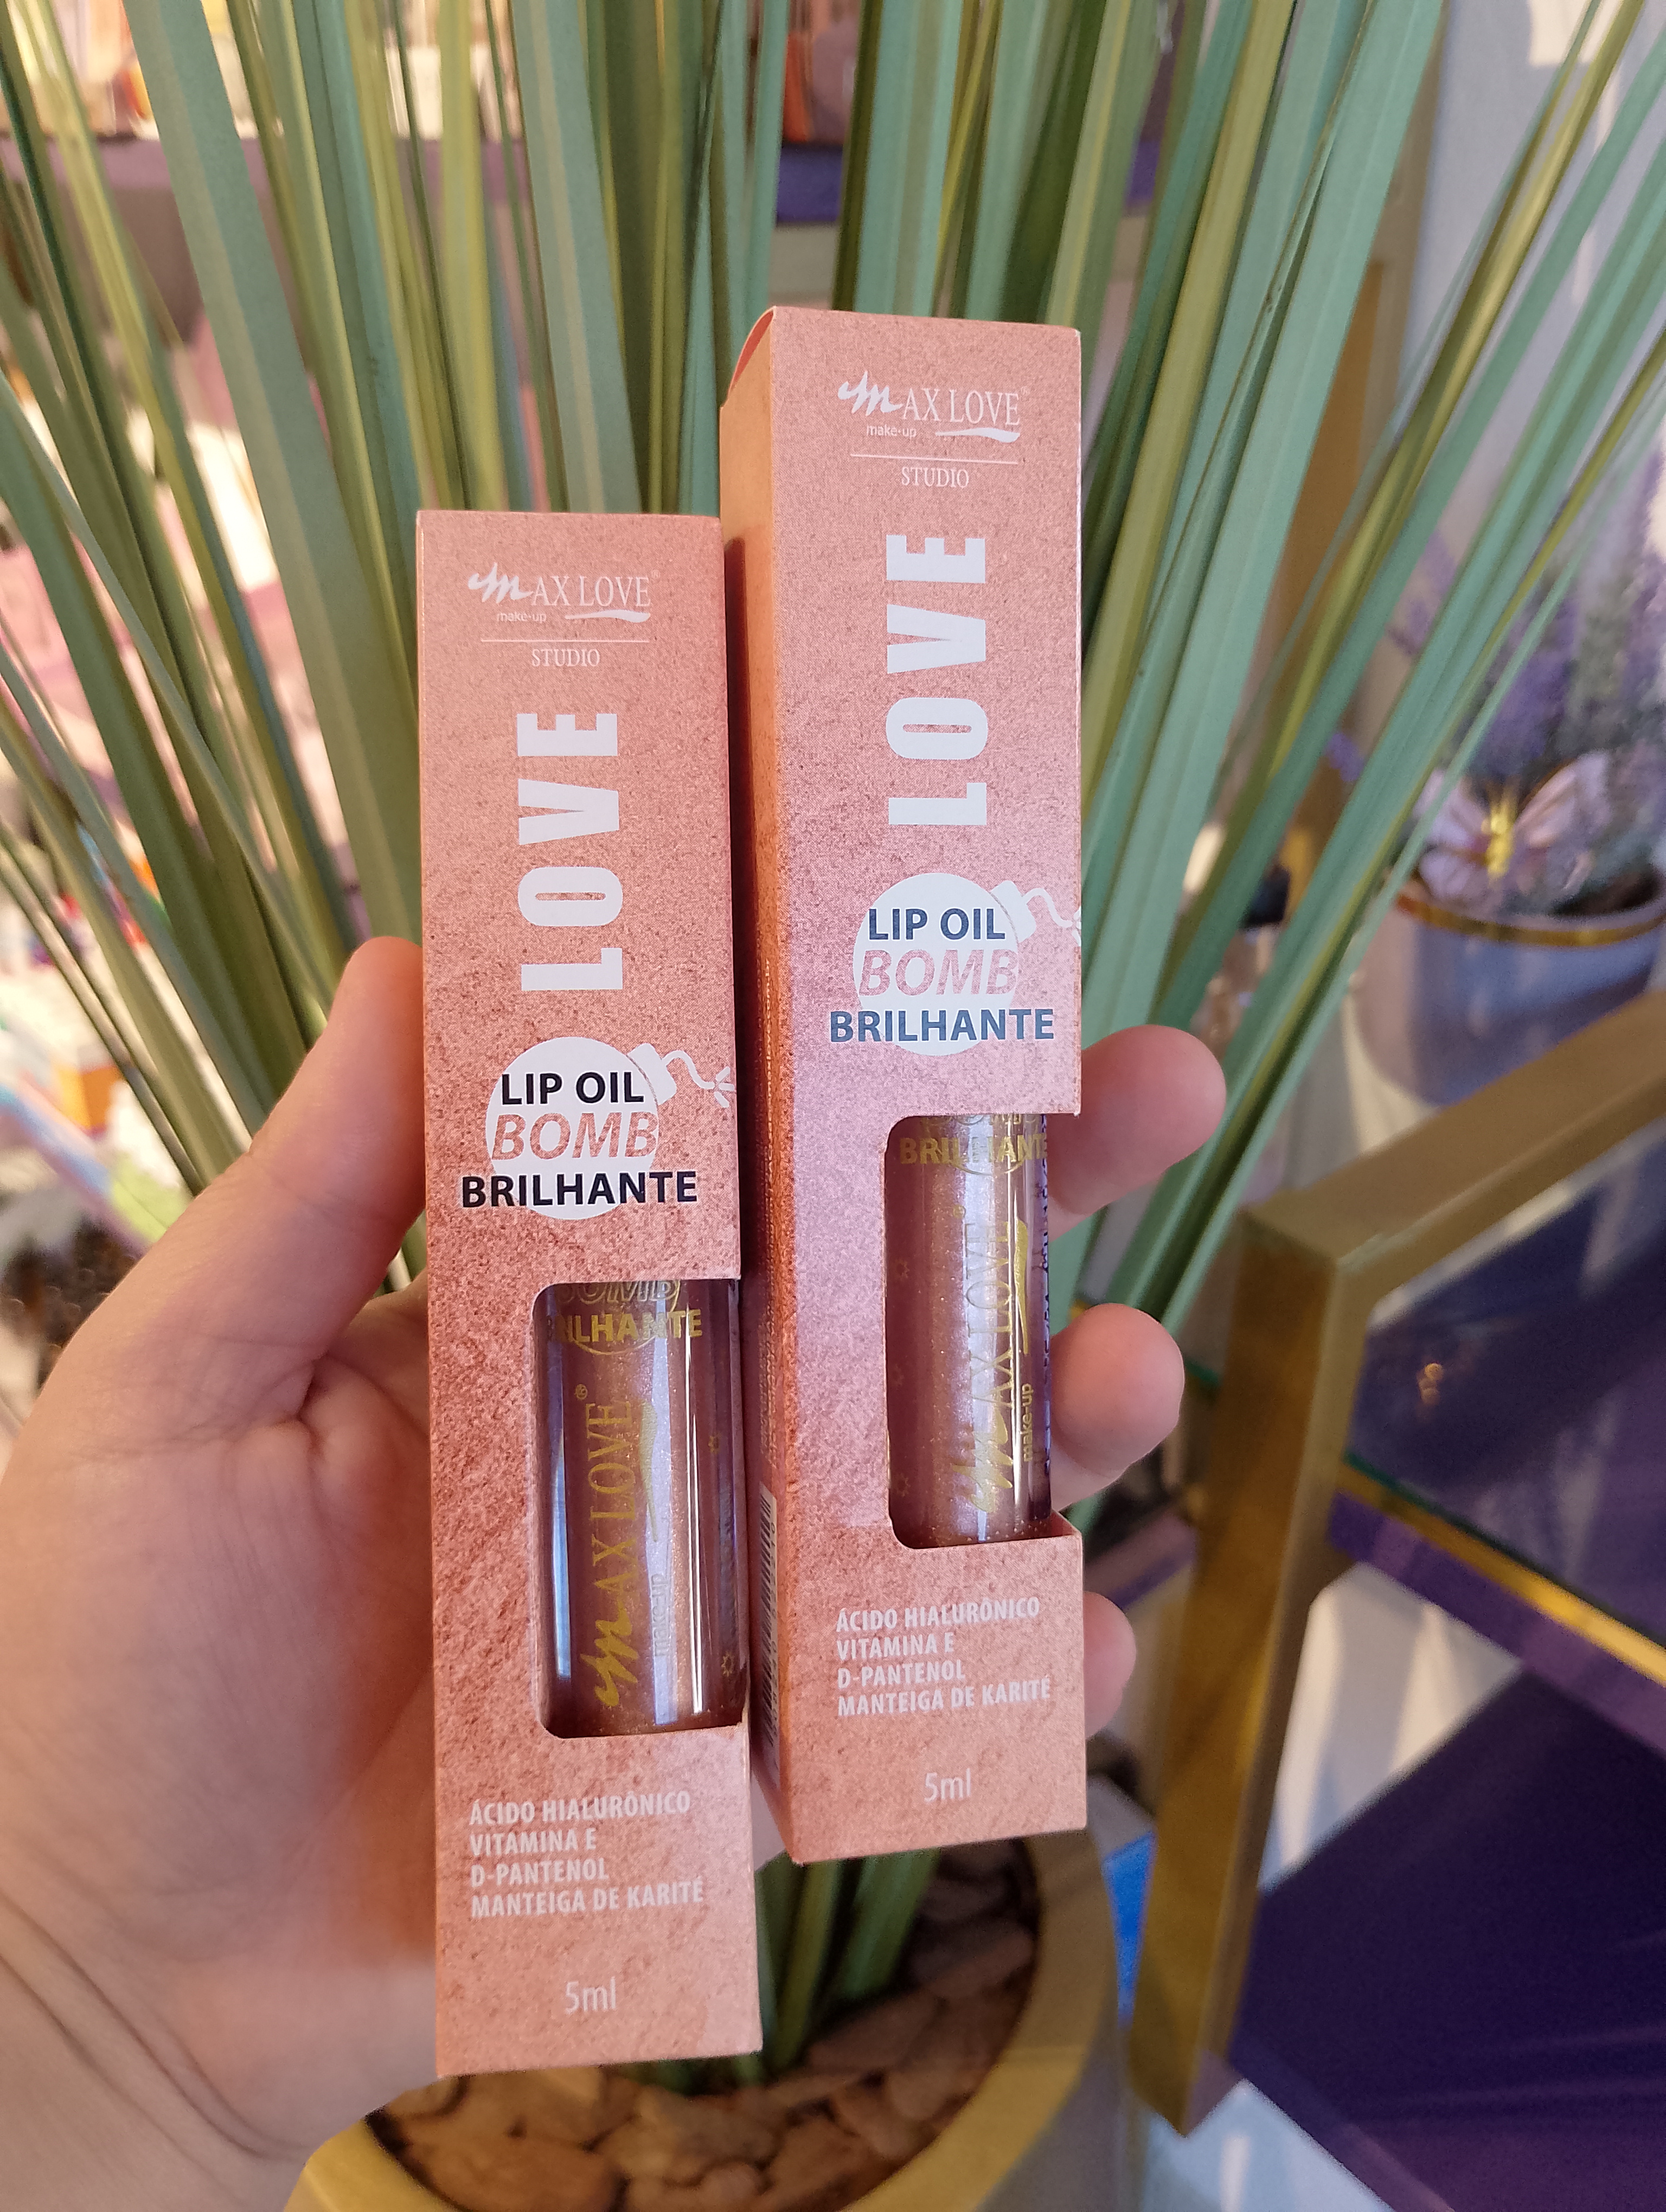 MAX LOVE
make-up
STUDIO
LOVE
LIP OIL
BOMB
BRILHANTE
BOMB
BRILHANTE
MAX LOVE
make-up
ÁCIDO HIALURÔNICO
VITAMINA E
D-PANTENOL
MANTEIGA DE KARITÉ
5ml
MAX LOVE
make-up
STUDIO
LOVE
LIP OIL
BOMB
BRILHANTE
BRILHANTE
MAX LOVE
make-up
ÁCIDO HIALURÔNICO
VITAMINA E
D-PANTENOL
MANTEIGA DE KARITÉ
5ml